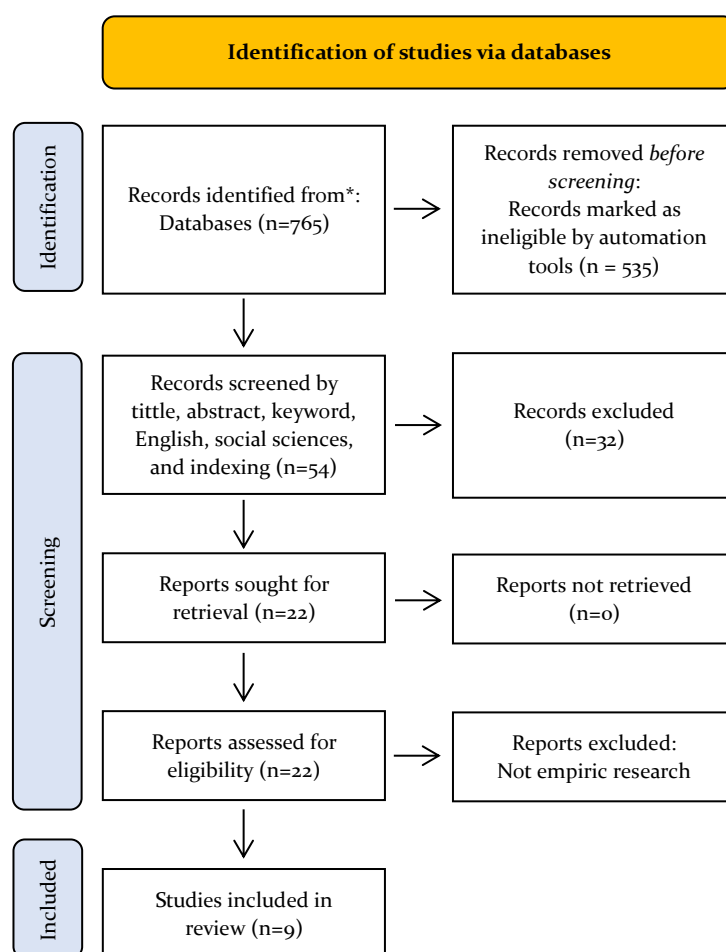 Identification of studies via databases
Identification
Records identified from*:
Databases (n=765)
Records removed before
screening:
Records marked as
ineligible by automation
tools (n = 535)
Screening
Records screened by
tittle, abstract, keyword,
English, social sciences,
and indexing (n=54)
Records excluded
(n=32)
Reports sought for
retrieval (n=22)
Reports not retrieved
(n=0)
Reports assessed for
eligibility (n=22)
Reports excluded:
Not empiric research
Included
Studies included in
review (n=9)